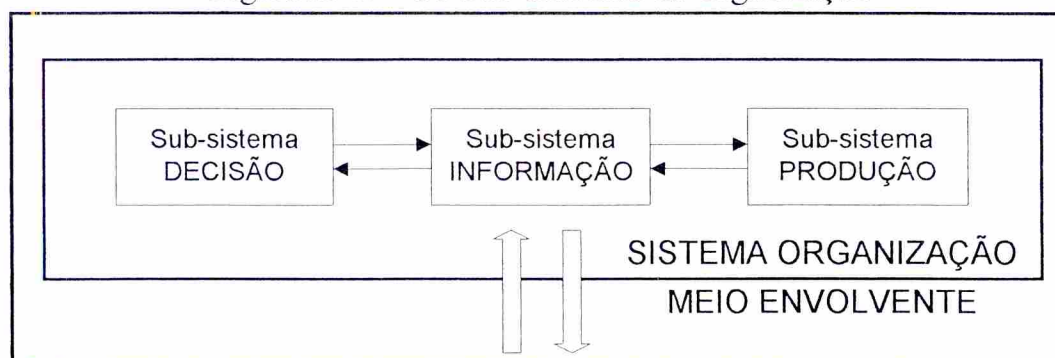 Sub-sistema
DECISÃO
Sub-sistema
INFORMAÇÃO
Sub-sistema
PRODUÇÃO
SISTEMA ORGANIZAÇÃO
MEIO ENVOLVENTE